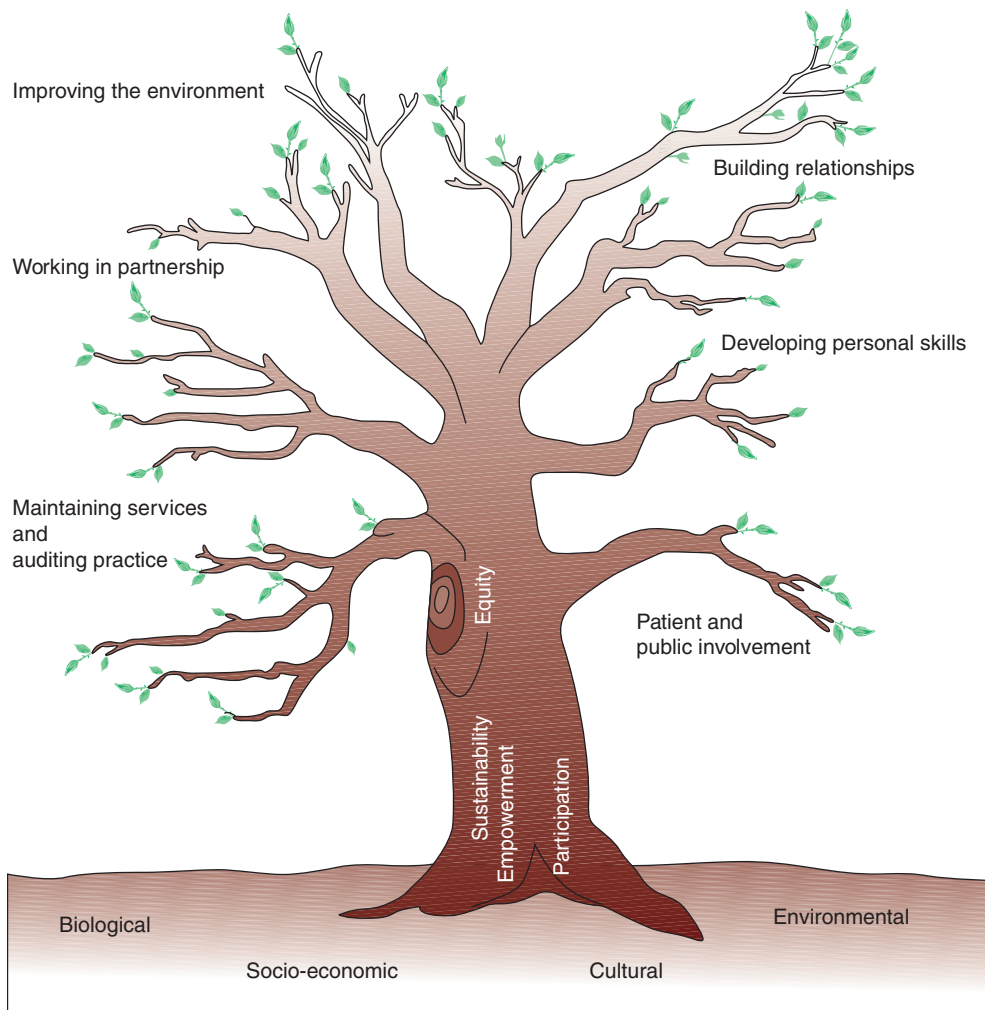 Improving the environment
Building relationships
Working in partnership
Developing personal skills
Maintaining services
and
auditing practice
Equity
Patient and
public involvement
Sustainability
Empowerment
Participation
Biological
Environmental
Socio-economic
Cultural